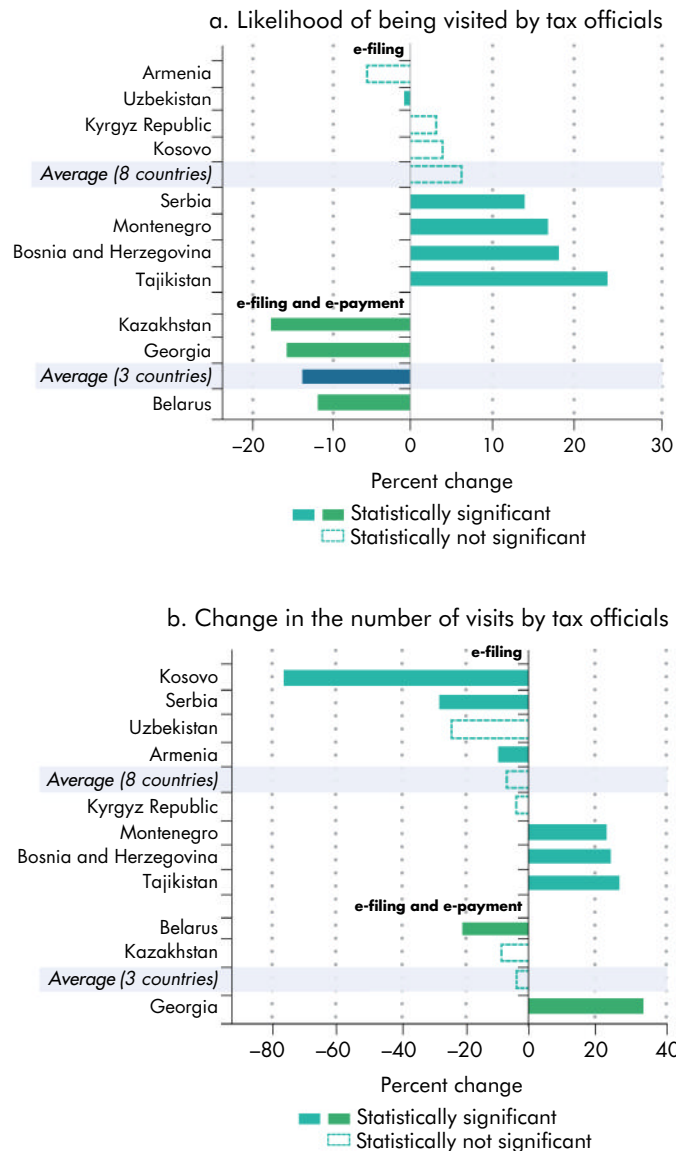 a. Likelihood of being visited by tax officials
e-filing
Armenia
Uzbekistan
Kyrgyz Republic
Kosovo
Average (8 countries)
Serbia
Montenegro
Bosnia and Herzegovina
Tajikistan
e-filing and e-payment
Kazakhstan
Georgia
Average (3 countries)
Belarus
–20 –10 0 10 20 30
Percent change
Statistically significant
Statistically not significant
b. Change in the number of visits by tax officials
e-filing
Kosovo
Serbia
Uzbekistan
Armenia
Average (8 countries)
Kyrgyz Republic
Montenegro
Bosnia and Herzegovina
Tajikistan
e-filing and e-payment
Belarus
Kazakhstan
Average (3 countries)
Georgia
–80 –60 –40 –20 0 20 40
Percent change
Statistically significant
Statistically not significant